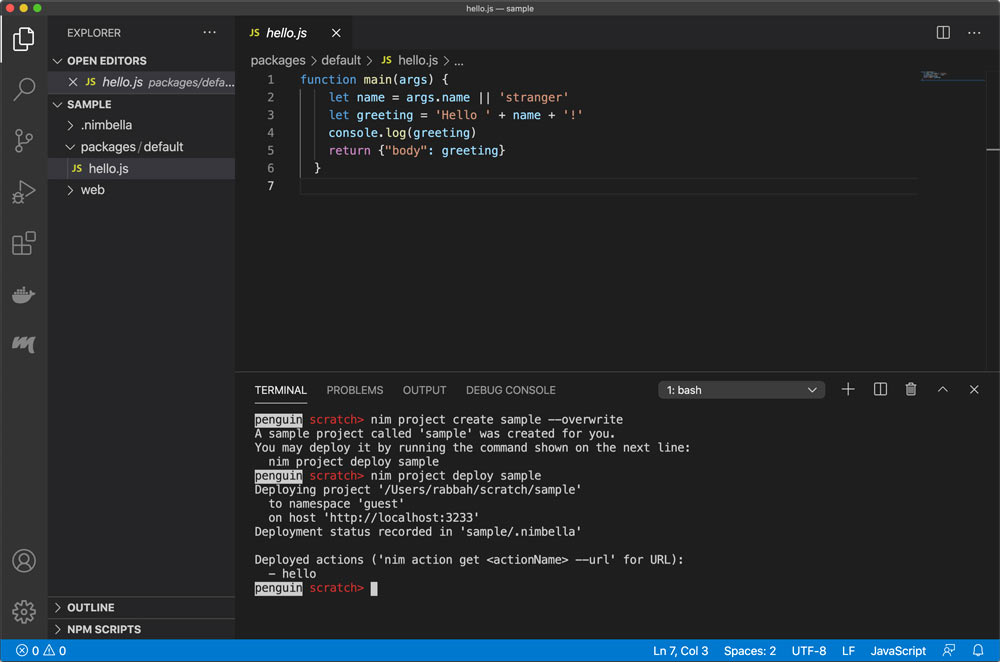 hello.js — sample
EXPLORER ...
JS hello.js
OPEN EDITORS
JS hello.js packages/defa...
SAMPLE
.nimbella
packages/default
JS hello.js
web
OUTLINE
NPM SCRIPTS
packages > default > JS hello.js > ...
1 function main(args) {
2 let name = args.name || 'stranger'
3 let greeting = 'Hello ' + name + '!'
4 console.log(greeting)
5 return {"body": greeting}
6 }
7
TERMINAL PROBLEMS OUTPUT DEBUG CONSOLE 1: bash
penguin scratch> nim project create sample --overwrite
A sample project called 'sample' was created for you.
You may deploy it by running the command shown on the next line:
nim project deploy sample
penguin scratch> nim project deploy sample
Deploying project '/Users/rabbah/scratch/sample'
to namespace 'guest'
on host 'http://localhost:3233'
Deployment status recorded in 'sample/.nimbella'
Deployed actions ('nim action get <actionName> --url' for URL):
- hello
penguin scratch>
0 0 Ln 7, Col 3 Spaces: 2 UTF-8 LF JavaScript